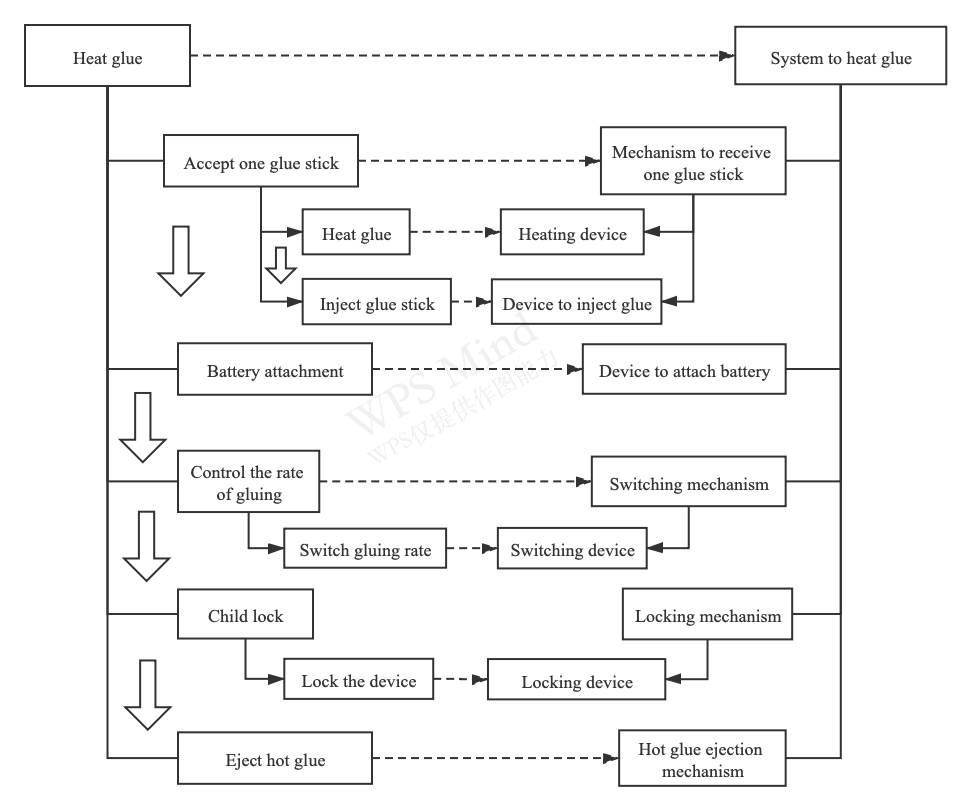 Heat glue
System to heat glue
Accept one glue stick
Mechanism to receive
one glue stick
Heat glue
Heating device
Inject glue stick
Device to inject glue
WPS Mind
WPS仅提供作图能力
Battery attachment
Device to attach battery
Control the rate
of gluing
Switching mechanism
Switch gluing rate
Switching device
Child lock
Locking mechanism
Lock the device
Locking device
Eject hot glue
Hot glue ejection
mechanism